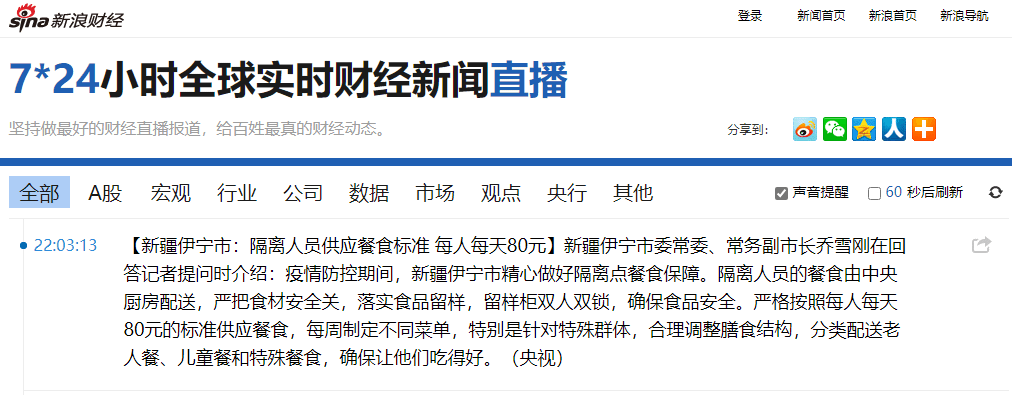 sina新浪财经
登录 新闻首页 新浪首页 新浪导航
7*24小时全球实时财经新闻直播
坚持做最好的财经直播报道，给百姓最真的财经动态。
分享到：
全部 A股 宏观 行业 公司 数据 市场 观点 央行 其他
声音提醒 60 秒后刷新
22:03:13
【新疆伊宁市：隔离人员供应餐食标准 每人每天80元】新疆伊宁市委常委、常务副市长乔雪刚在回
答记者提问时介绍：疫情防控期间，新疆伊宁市精心做好隔离点餐食保障。隔离人员的餐食由中央
厨房配送，严把食材安全关，落实食品留样，留样柜双人双锁，确保食品安全。严格按照每人每天
80元的标准供应餐食，每周制定不同菜单，特别是针对特殊群体，合理调整膳食结构，分类配送老
人餐、儿童餐和特殊餐食，确保让他们吃得好。（央视）